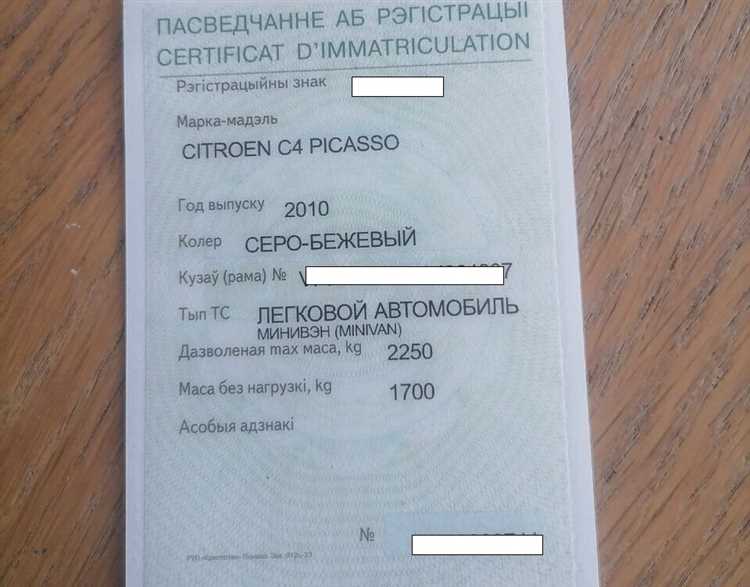 ПАСВЕДЧАННЕ АБ РЭГІСТРАЦЫІ
CERTIFICAT D'IMMATRICULATION
Рэгістрацыйны знак
Марка-мадэль
CITROEN C4 PICASSO
Год выпуску 2010
Колер СЕРО-БЕЖЕВЫЙ
Кузаў (рама) №
Тып ТС ЛЕГКОВОЙ АВТОМОБИЛЬ
МИНИВЭН (MINIVAN)
Дазволеная max маса, kg 2250
Маса без нагрузкі, kg 1700
Асобыя адзнакі
№